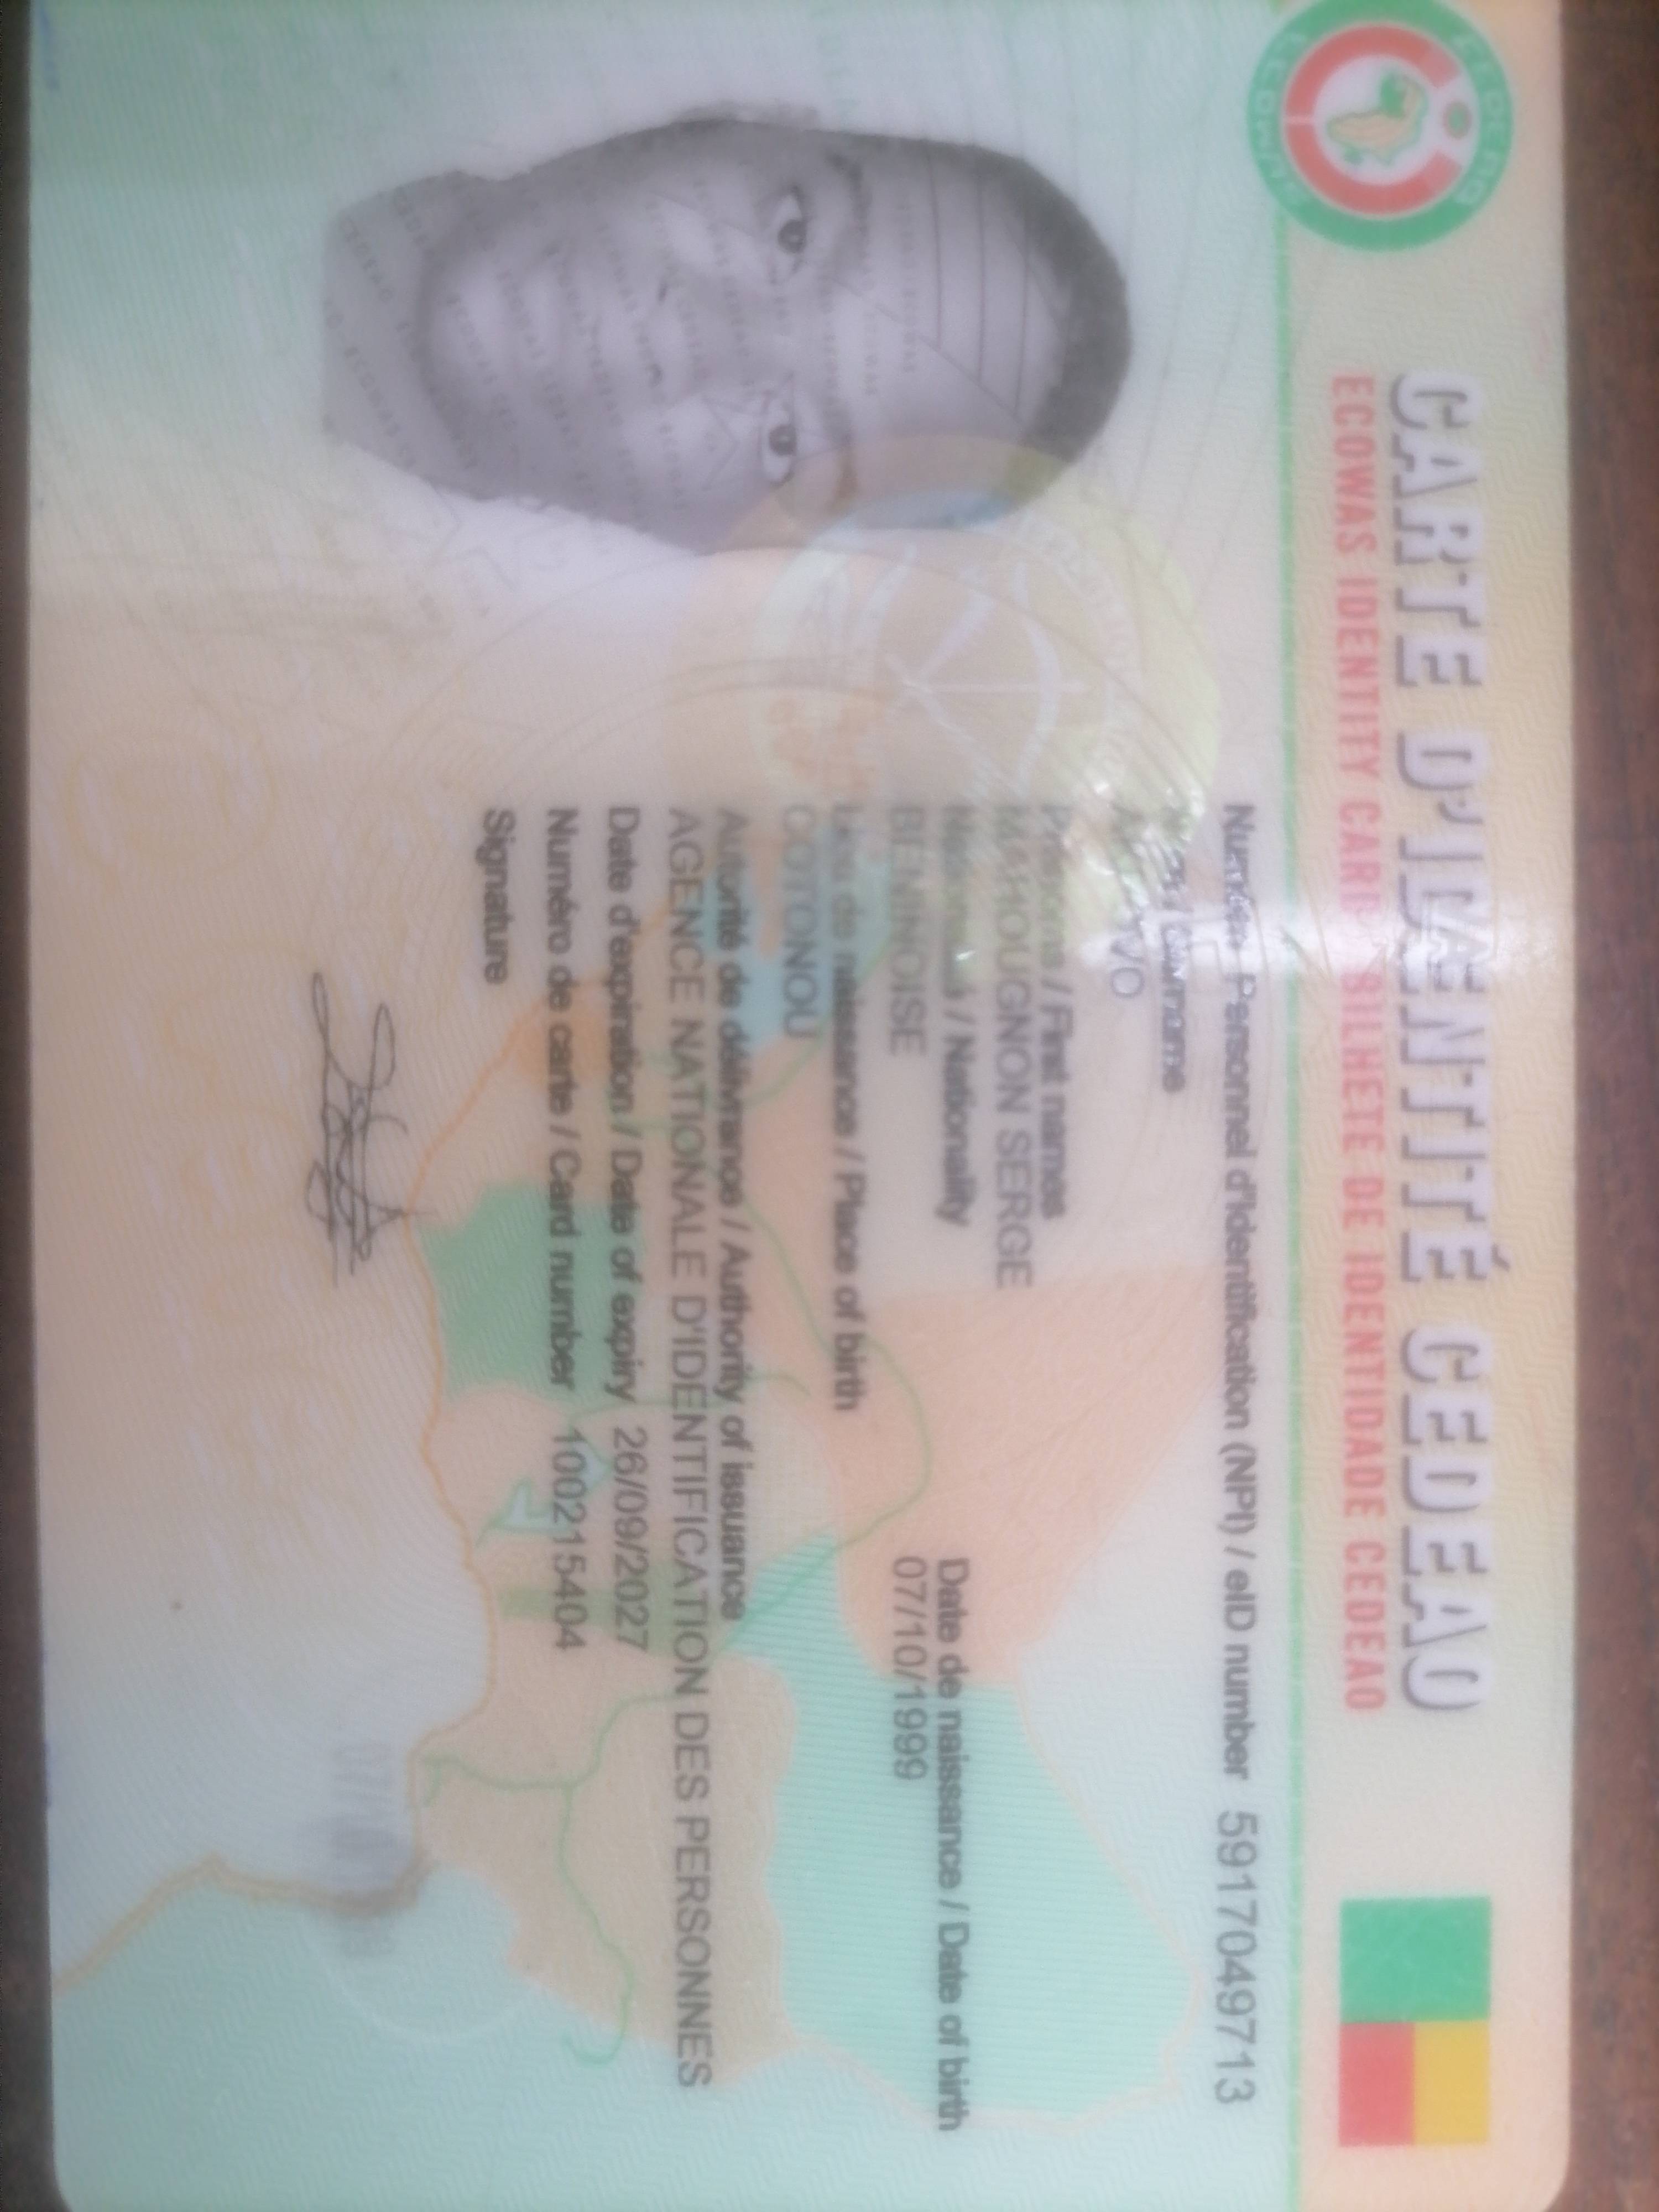 CARTE D'IDENTITÉ CEDEAO
ECOWAS IDENTITY CARD BILHETE DE IDENTIDADE CEDEAO
CEDEAO
ECOWAS
Numéro Personnel d'Identification (NPI) / eID number 5917049713
/ Surname
Prénoms / First names
MAHOUGNON SERGE
Nationalité / Nationality
BENINOISE
Date de naissance / Date of birth
07/10/1999
Lieu de naissance / Place of birth
COTONOU
Autorité de délivrance / Authority of issuance
AGENCE NATIONALE D'IDENTIFICATION DES PERSONNES
Date d'expiration / Date of expiry 26/09/2027
Numéro de carte / Card number 100215404
Signature